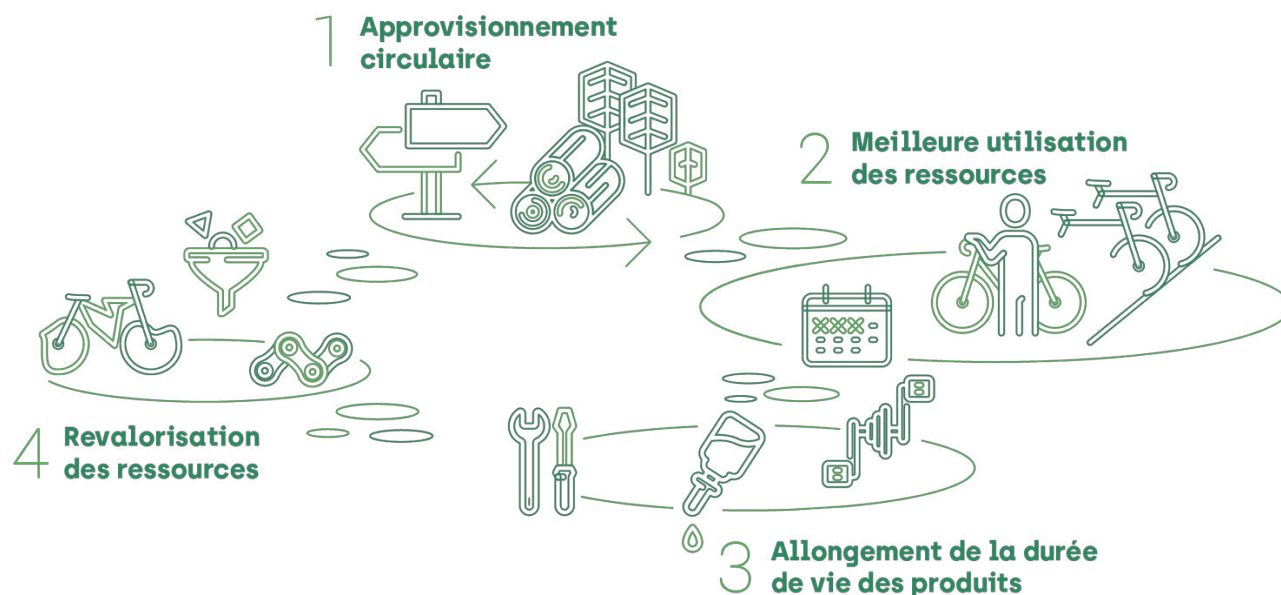 1 Approvisionnement
circulaire
2 Meilleure utilisation
des ressources
3 Allongement de la durée
de vie des produits
4 Revalorisation
des ressources